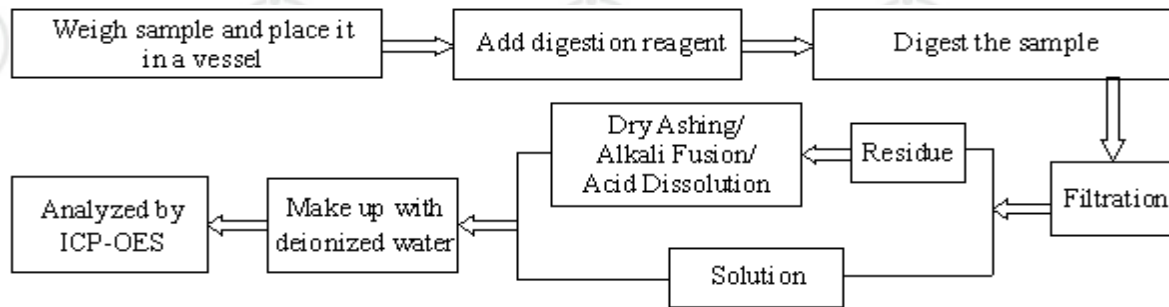 Weigh sample and place it
in a vessel
Add digestion reagent
Digest the sample
Filtration
Residue
Dry Ashing/
Alkali Fusion/
Acid Dissolution
Solution
Make up with
deionized water
Analyzed by
ICP-OES